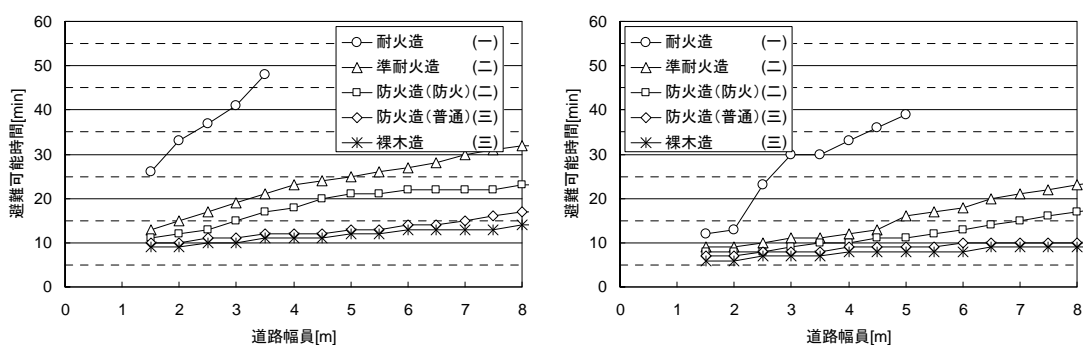 60
50
40
30
20
10
0
避難可能時間[min]
耐火造 (一)
準耐火造 (二)
防火造(防火)(二)
防火造(普通)(三)
裸木造 (三)
0 1 2 3 4 5 6 7 8
道路幅員[m]
60
50
40
30
20
10
0
避難可能時間[min]
耐火造 (一)
準耐火造 (二)
防火造(防火)(二)
防火造(普通)(三)
裸木造 (三)
0 1 2 3 4 5 6 7 8
道路幅員[m]